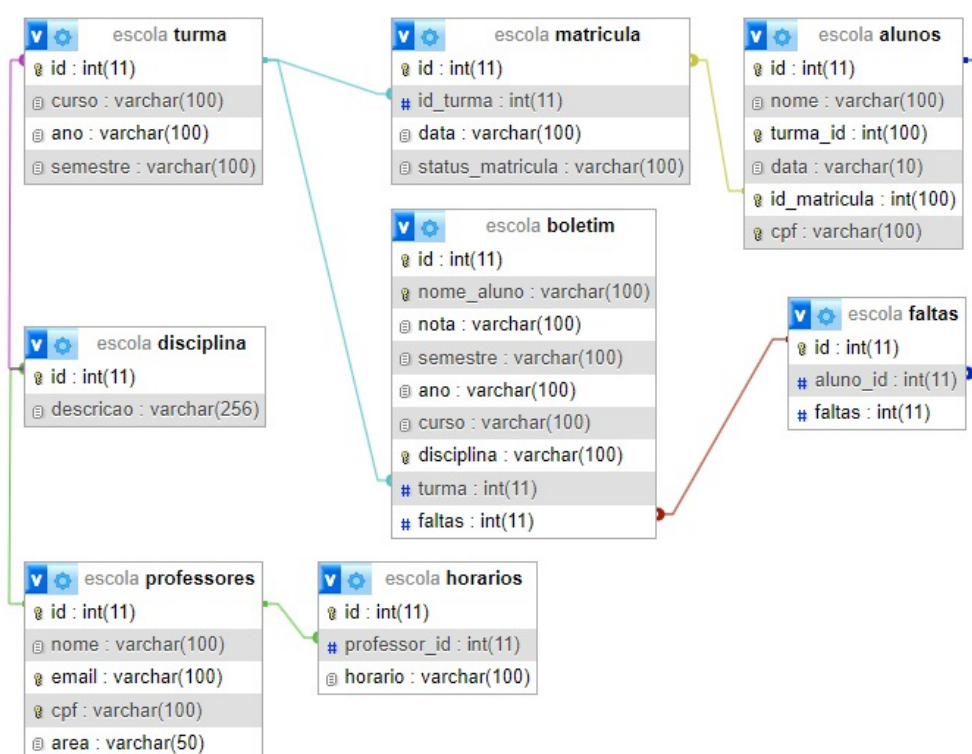 escola turma
id : int(11)
curso : varchar(100)
ano : varchar(100)
semestre : varchar(100)
escola matricula
id : int(11)
# id_turma : int(11)
data : varchar(100)
status_matricula : varchar(100)
escola alunos
id : int(11)
nome : varchar(100)
turma_id : int(100)
data : varchar(10)
id_matricula : int(100)
cpf : varchar(100)
escola boletim
id : int(11)
nome_aluno : varchar(100)
nota : varchar(100)
semestre : varchar(100)
ano : varchar(100)
curso : varchar(100)
disciplina : varchar(100)
# turma : int(11)
# faltas : int(11)
escola faltas
id : int(11)
# aluno_id : int(11)
# faltas : int(11)
escola disciplina
id : int(11)
descricao : varchar(256)
escola professores
id : int(11)
nome : varchar(100)
email : varchar(100)
cpf : varchar(100)
area : varchar(50)
escola horarios
id : int(11)
# professor_id : int(11)
horario : varchar(100)